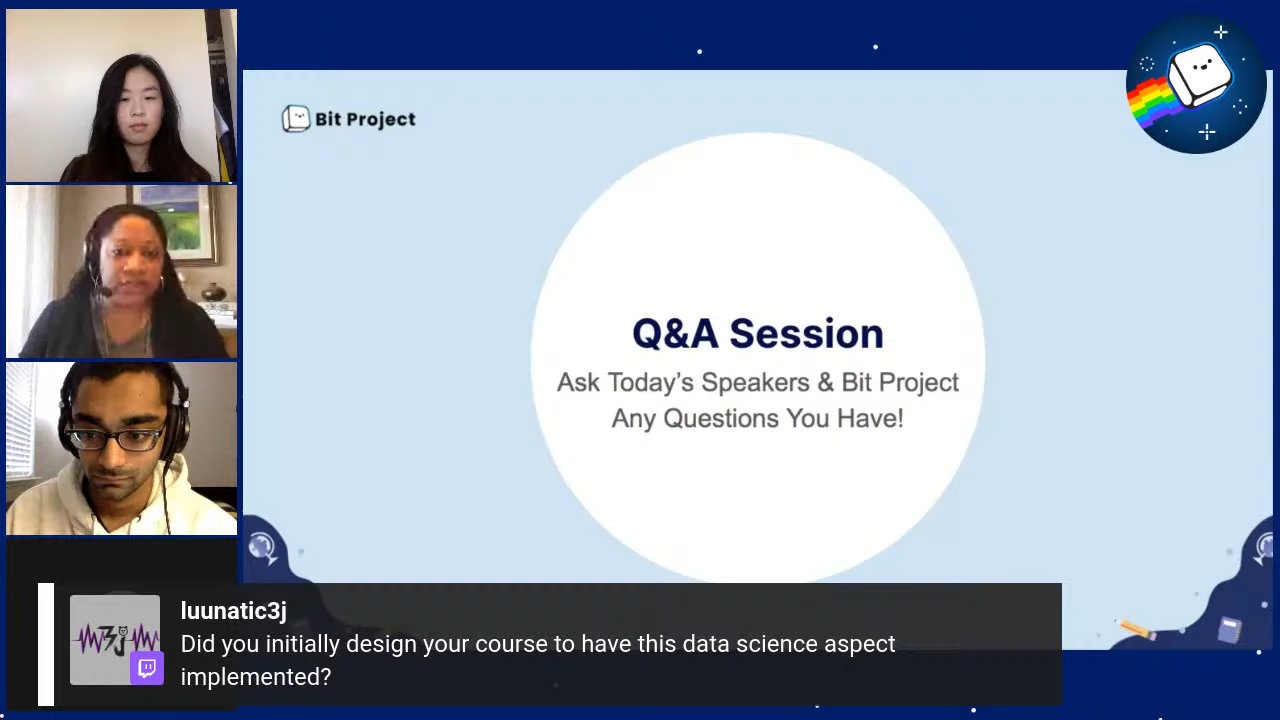 Bit Project
Q&A Session
Ask Today's Speakers & Bit Project
Any Questions You Have!
3j
luunatic3j
Did you initially design your course to have this data science aspect
implemented?